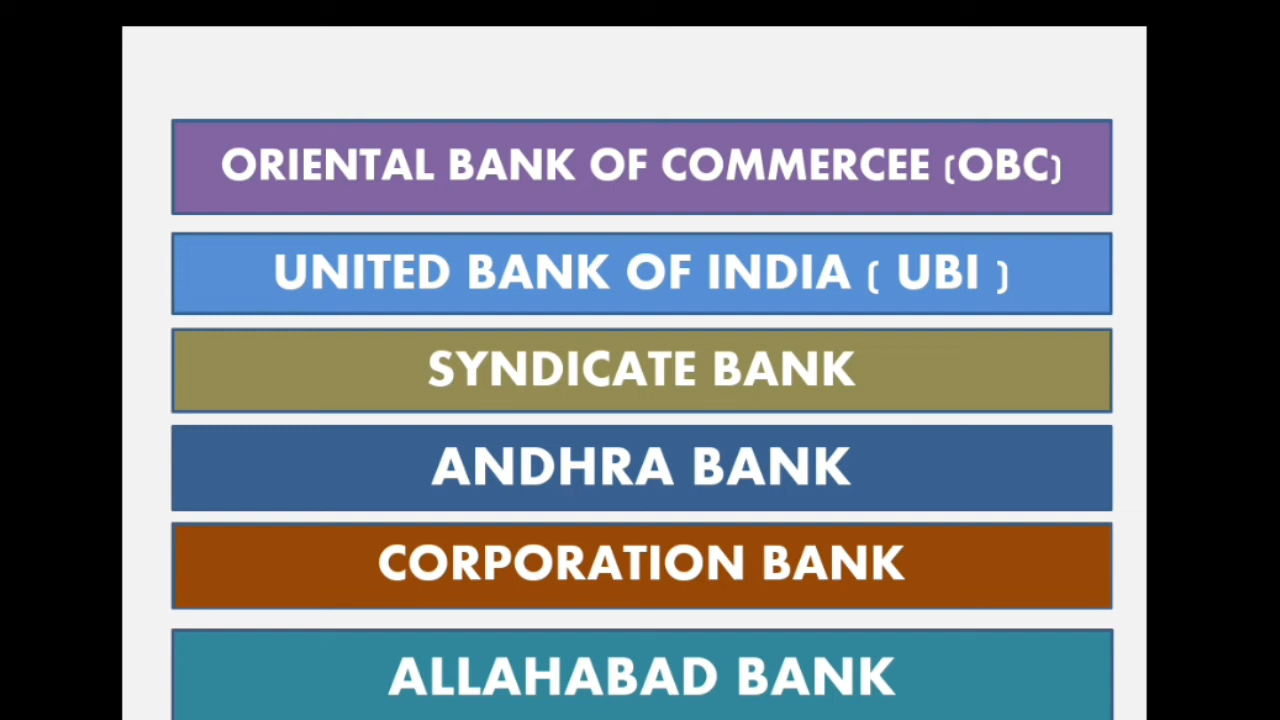 ORIENTAL BANK OF COMMERCEE (OBC)
UNITED BANK OF INDIA ( UBI )
SYNDICATE BANK
ANDHRA BANK
CORPORATION BANK
ALLAHABAD BANK